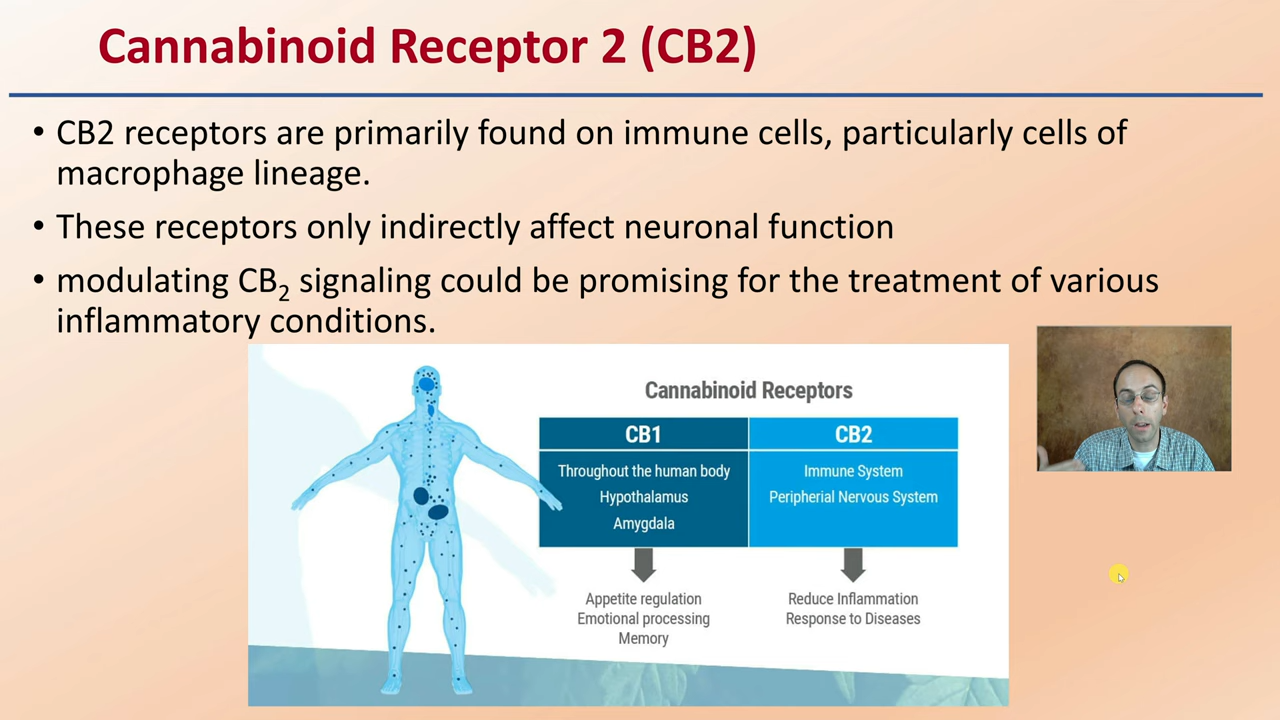 Cannabinoid Receptor 2 (CB2)
• CB2 receptors are primarily found on immune cells, particularly cells of
macrophage lineage.
• These receptors only indirectly affect neuronal function
• modulating CB₂ signaling could be promising for the treatment of various
inflammatory conditions.
Cannabinoid Receptors
CB1
Throughout the human body
Hypothalamus
Amygdala
Appetite regulation
Emotional processing
Memory
CB2
Immune System
Peripherial Nervous System
Reduce Inflammation
Response to Diseases